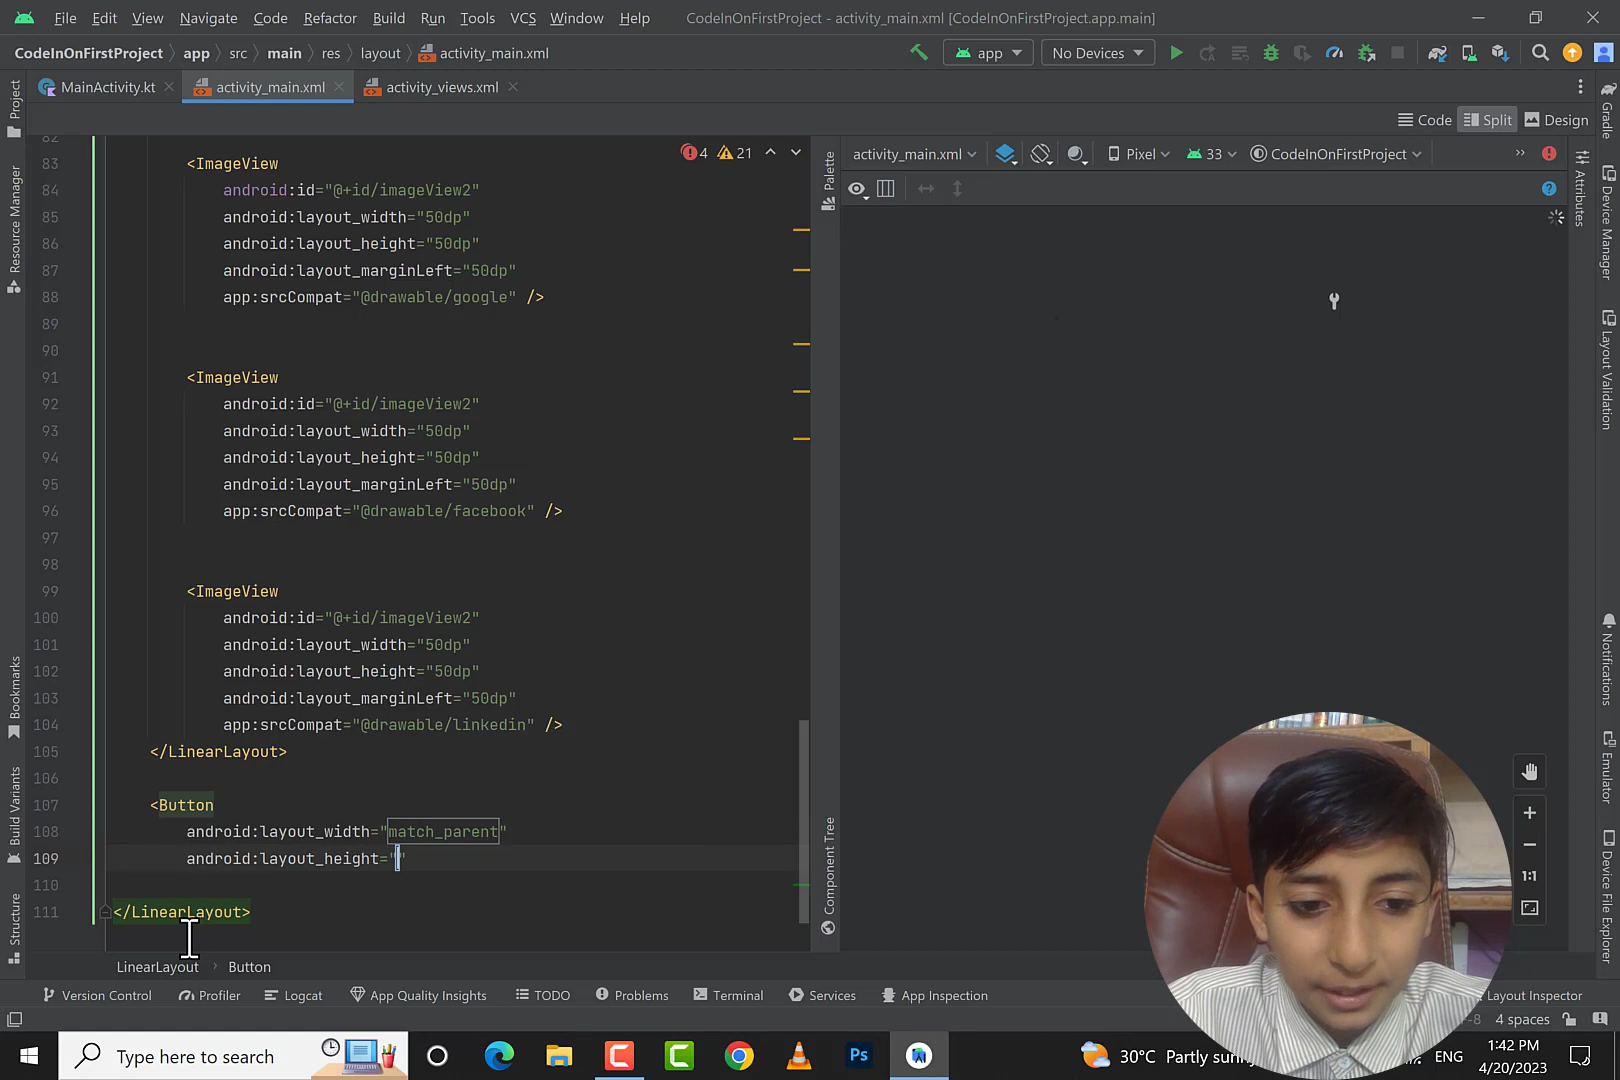 File Edit View Navigate Code Refactor Build Run Tools VCS Window Help CodeInOnFirstProject - activity_main.xml [CodeInOnFirstProject.app.main]
CodeInOnFirstProject app src main res layout activity_main.xml app No Devices
MainActivity.kt activity_main.xml activity_views.xml
Code Split Design
Project
Resource Manager
Bookmarks
Build Variants
Structure
82
83 <ImageView 4 21
84 android:id="@+id/imageView2"
85 android:layout_width="50dp"
86 android:layout_height="50dp"
87 android:layout_marginLeft="50dp"
88 app:srcCompat="@drawable/google" />
89
90
91 <ImageView
92 android:id="@+id/imageView2"
93 android:layout_width="50dp"
94 android:layout_height="50dp"
95 android:layout_marginLeft="50dp"
96 app:srcCompat="@drawable/facebook" />
97
98
99 <ImageView
100 android:id="@+id/imageView2"
101 android:layout_width="50dp"
102 android:layout_height="50dp"
103 android:layout_marginLeft="50dp"
104 app:srcCompat="@drawable/linkedin" />
105 </LinearLayout>
106
107 <Button
108 android:layout_width="match_parent"
109 android:layout_height=""
110
111 </LinearLayout>
LinearLayout Button
Palette
Component Tree
activity_main.xml Pixel 33 CodeInOnFirstProject
1:1
Attributes
Gradle
Device Manager
Layout Validation
Notifications
Emulator
Device File Explorer
Version Control Profiler Logcat App Quality Insights TODO Problems Terminal Services App Inspection Layout Inspector
4 spaces
Type here to search Ps 30°C Partly sunny ENG 1:42 PM
4/20/2023